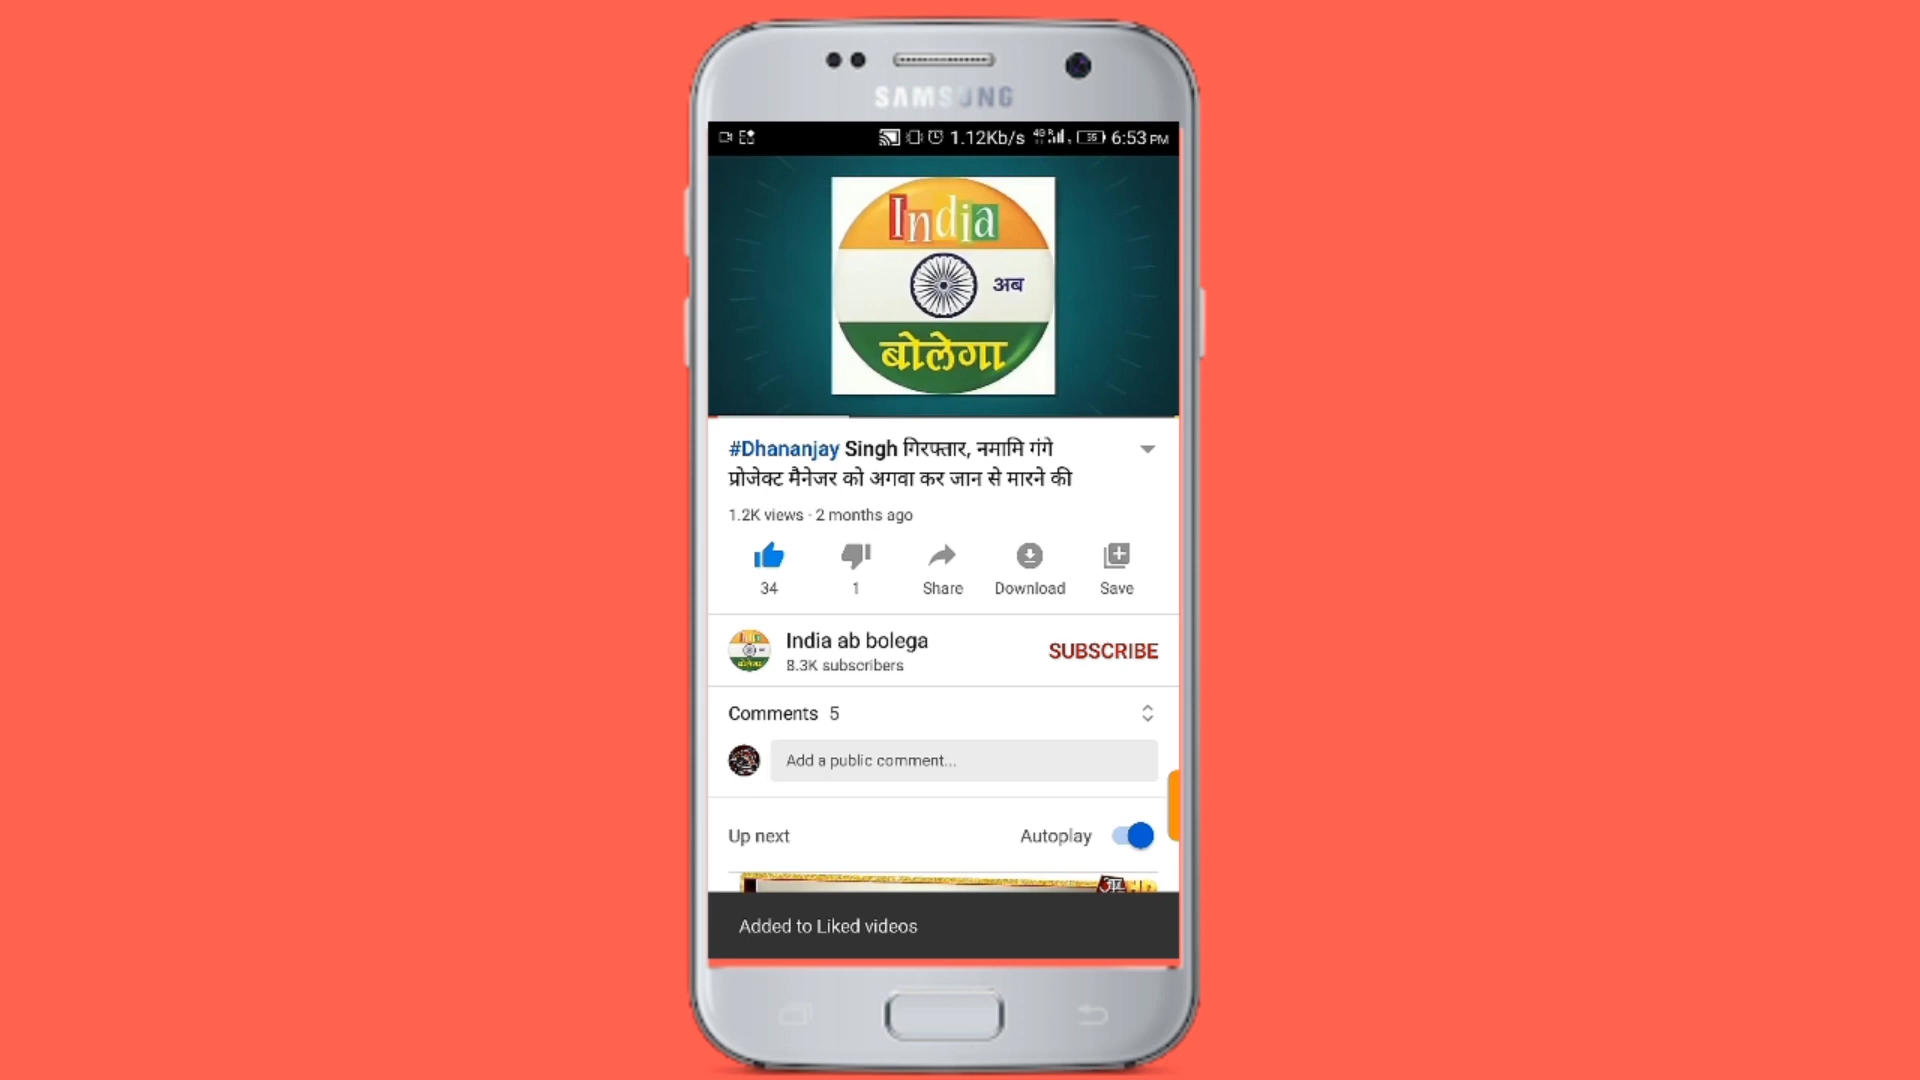 SAMSUNG
1.12Kb/s 6:53 PM
India
अब
बोलेगा
#Dhananjay Singh गिरफ्तार, नमामि गंगे
प्रोजेक्ट मैनेजर को अगवा कर जान से मारने की
1.2K views · 2 months ago
34 1 Share Download Save
India ab bolega SUBSCRIBE
8.3K subscribers
Comments 5
Add a public comment...
Up next Autoplay
Added to Liked videos